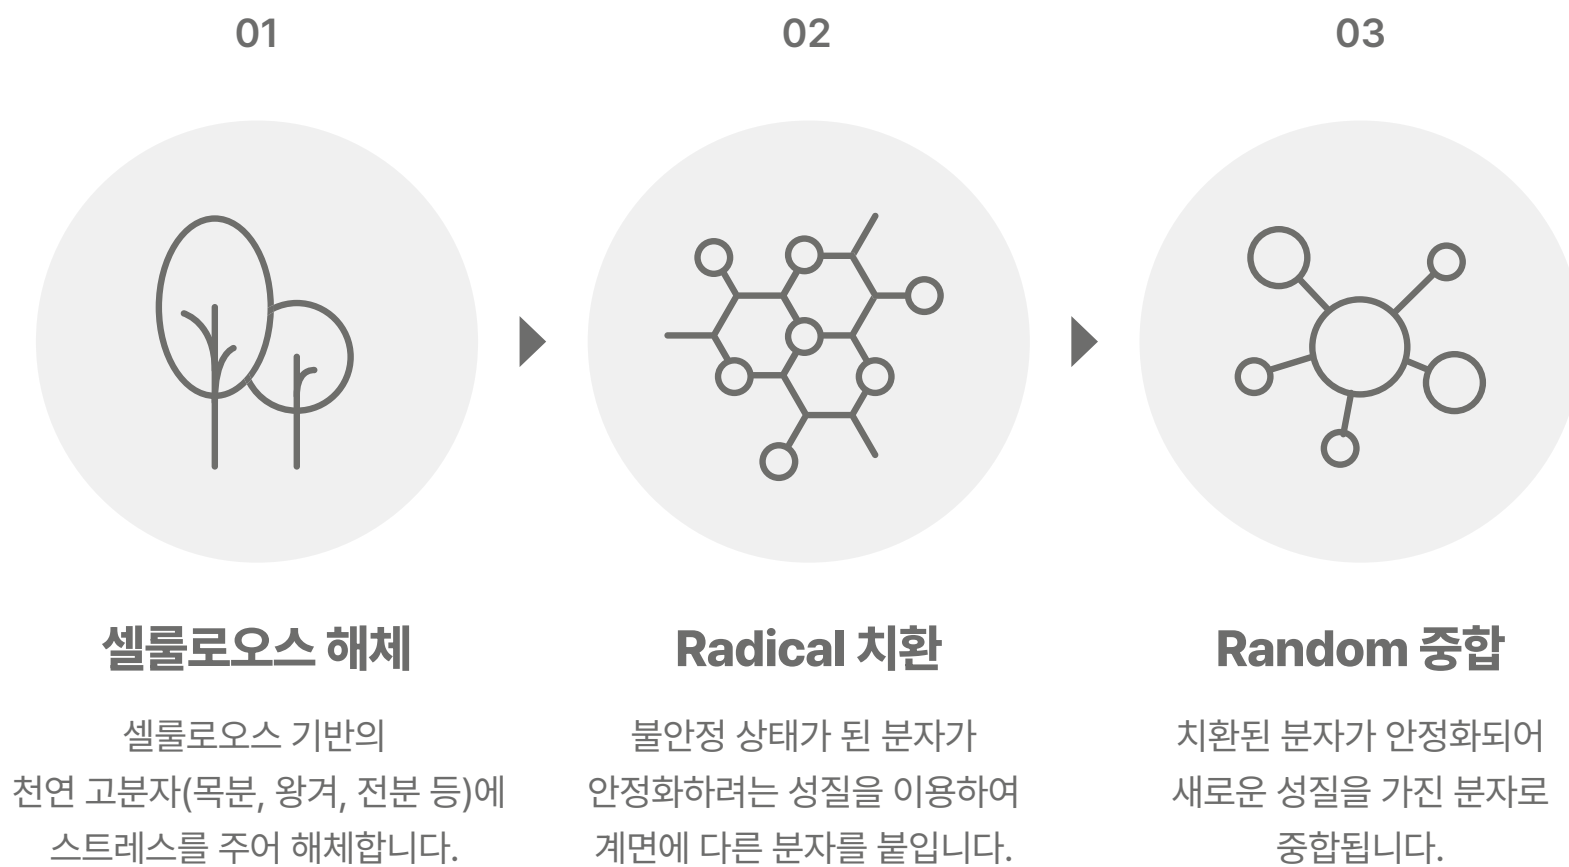 01
02
03
셀룰로오스 해체
Radical 치환
Random 중합
셀룰로오스 기반의
천연 고분자(목분, 왕겨, 전분 등)에
스트레스를 주어 해체합니다.
불안정 상태가 된 분자가
안정화하려는 성질을 이용하여
계면에 다른 분자를 붙입니다.
치환된 분자가 안정화되어
새로운 성질을 가진 분자로
중합됩니다.